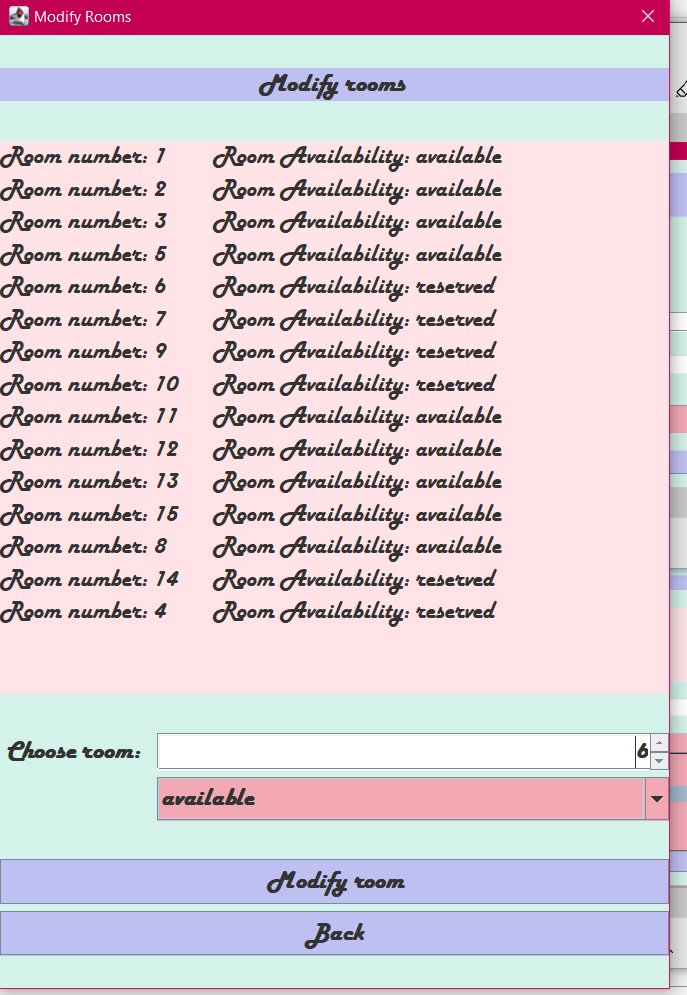 Modify Rooms
Modify rooms
Room number: 1 Room Availability: available
Room number: 2 Room Availability: available
Room number: 3 Room Availability: available
Room number: 5 Room Availability: available
Room number: 6 Room Availability: reserved
Room number: 7 Room Availability: reserved
Room number: 9 Room Availability: reserved
Room number: 10 Room Availability: reserved
Room number: 11 Room Availability: available
Room number: 12 Room Availability: available
Room number: 13 Room Availability: available
Room number: 15 Room Availability: available
Room number: 8 Room Availability: available
Room number: 14 Room Availability: reserved
Room number: 4 Room Availability: reserved
Choose room: 6
available
Modify room
Back